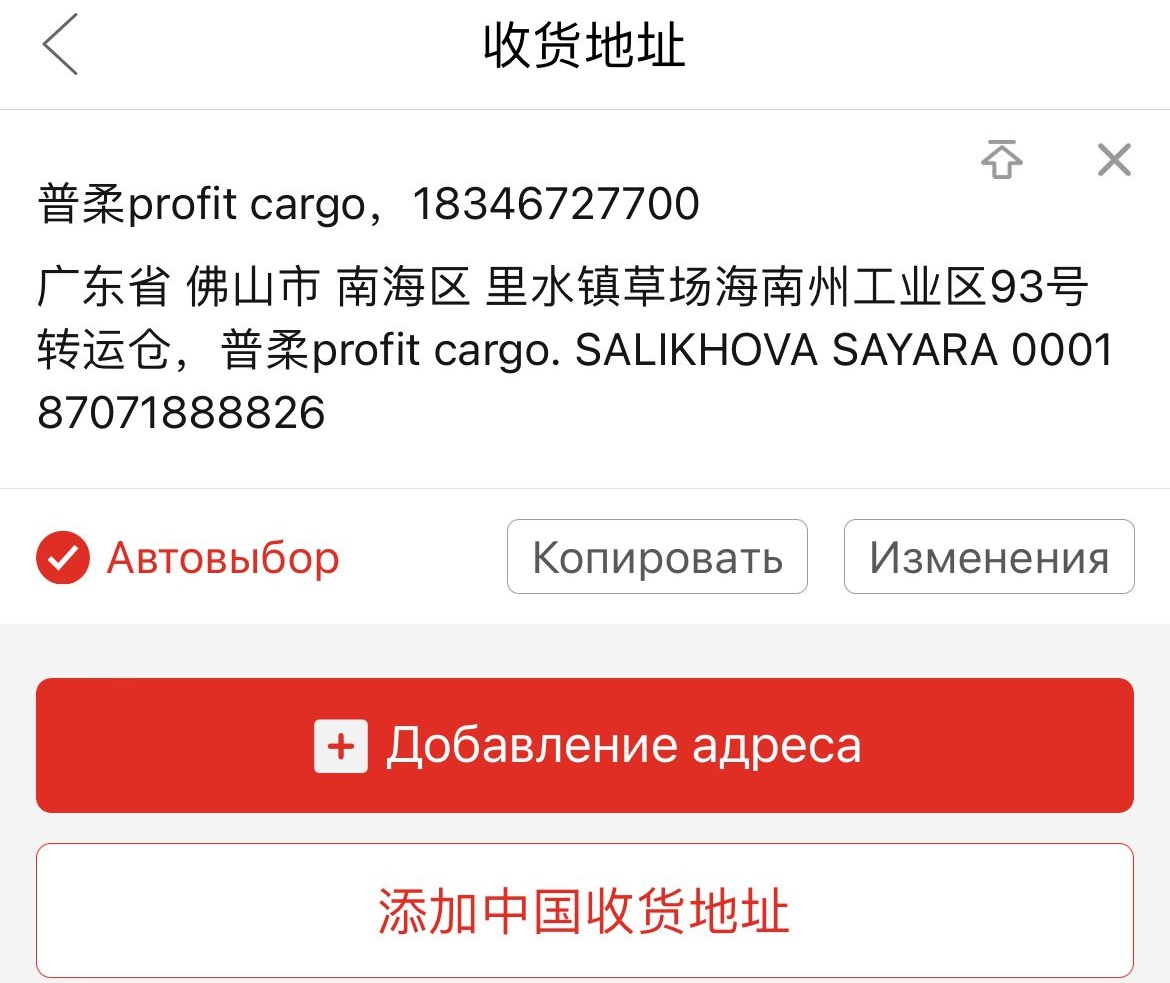 收货地址
普柔profit cargo，18346727700
广东省 佛山市 南海区 里水镇草场海南州工业区93号
转运仓，普柔profit cargo. SALIKHOVA SAYARA 0001
87071888826
Автовыбор
Копировать
Изменения
Добавление адреса
添加中国收货地址